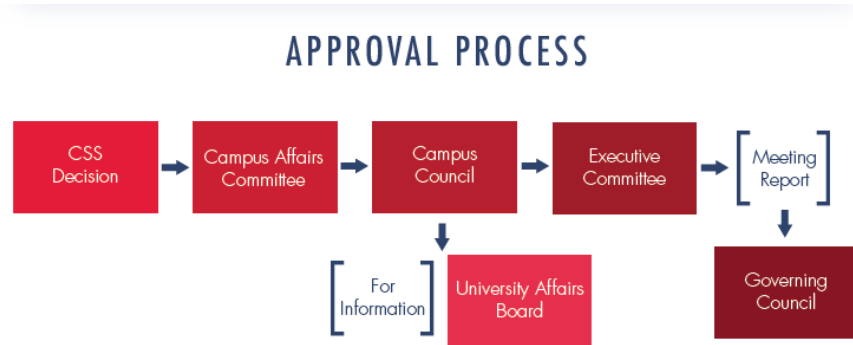 APPROVAL PROCESS
CSS
Decision
Campus Affairs
Committee
Campus
Council
Executive
Committee
Meeting
Report
For
Information
University Affairs
Board
Governing
Council